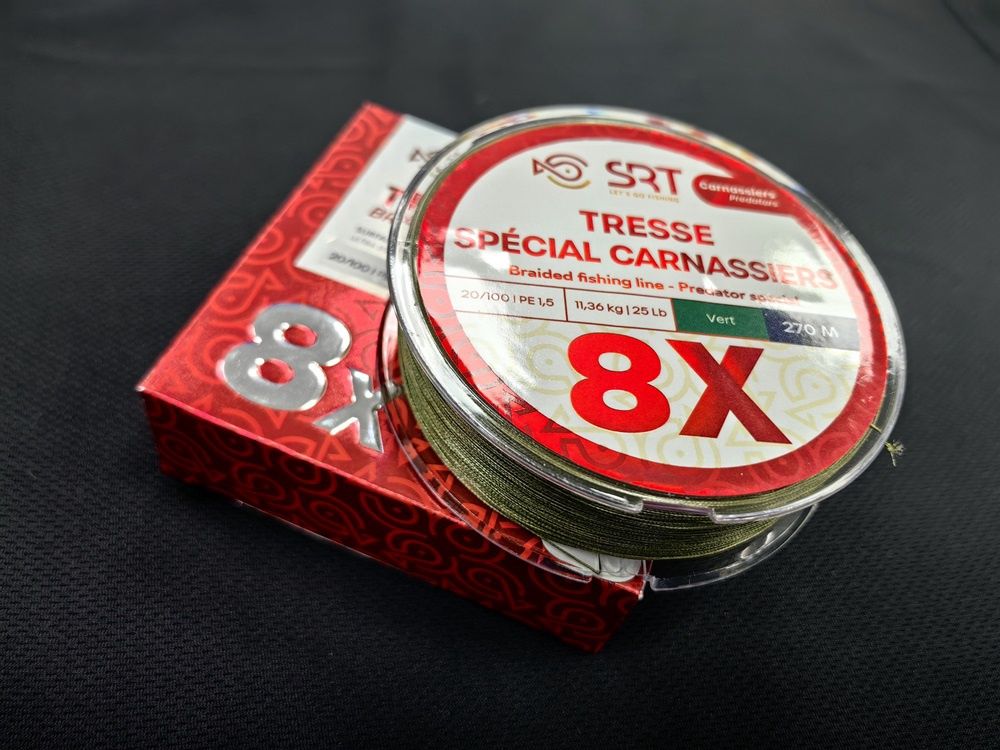 SRT
LET'S GO FISHING
Carnassiers
Predators
TRESSE
SPÉCIAL CARNASSIERS
Braided fishing line - Predator special
20/100 | PE 1,5
11,36 kg | 25 Lb
Vert
270 M
8X
20/100
8x